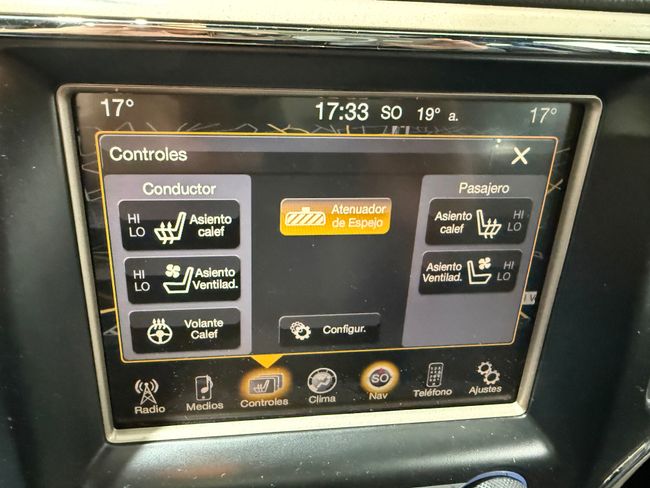 17° 17:33 SO 19° a. 17°
Controles
Conductor
Pasajero
HI
LO
Asiento
calef
Atenuador
de Espejo
Asiento
calef
HI
LO
HI
LO
Asiento
Ventilad.
Asiento
Ventilad.
HI
LO
Volante
Calef
Configur.
Radio
Medios
Controles
Clima
SO
Nav
Teléfono
Ajustes